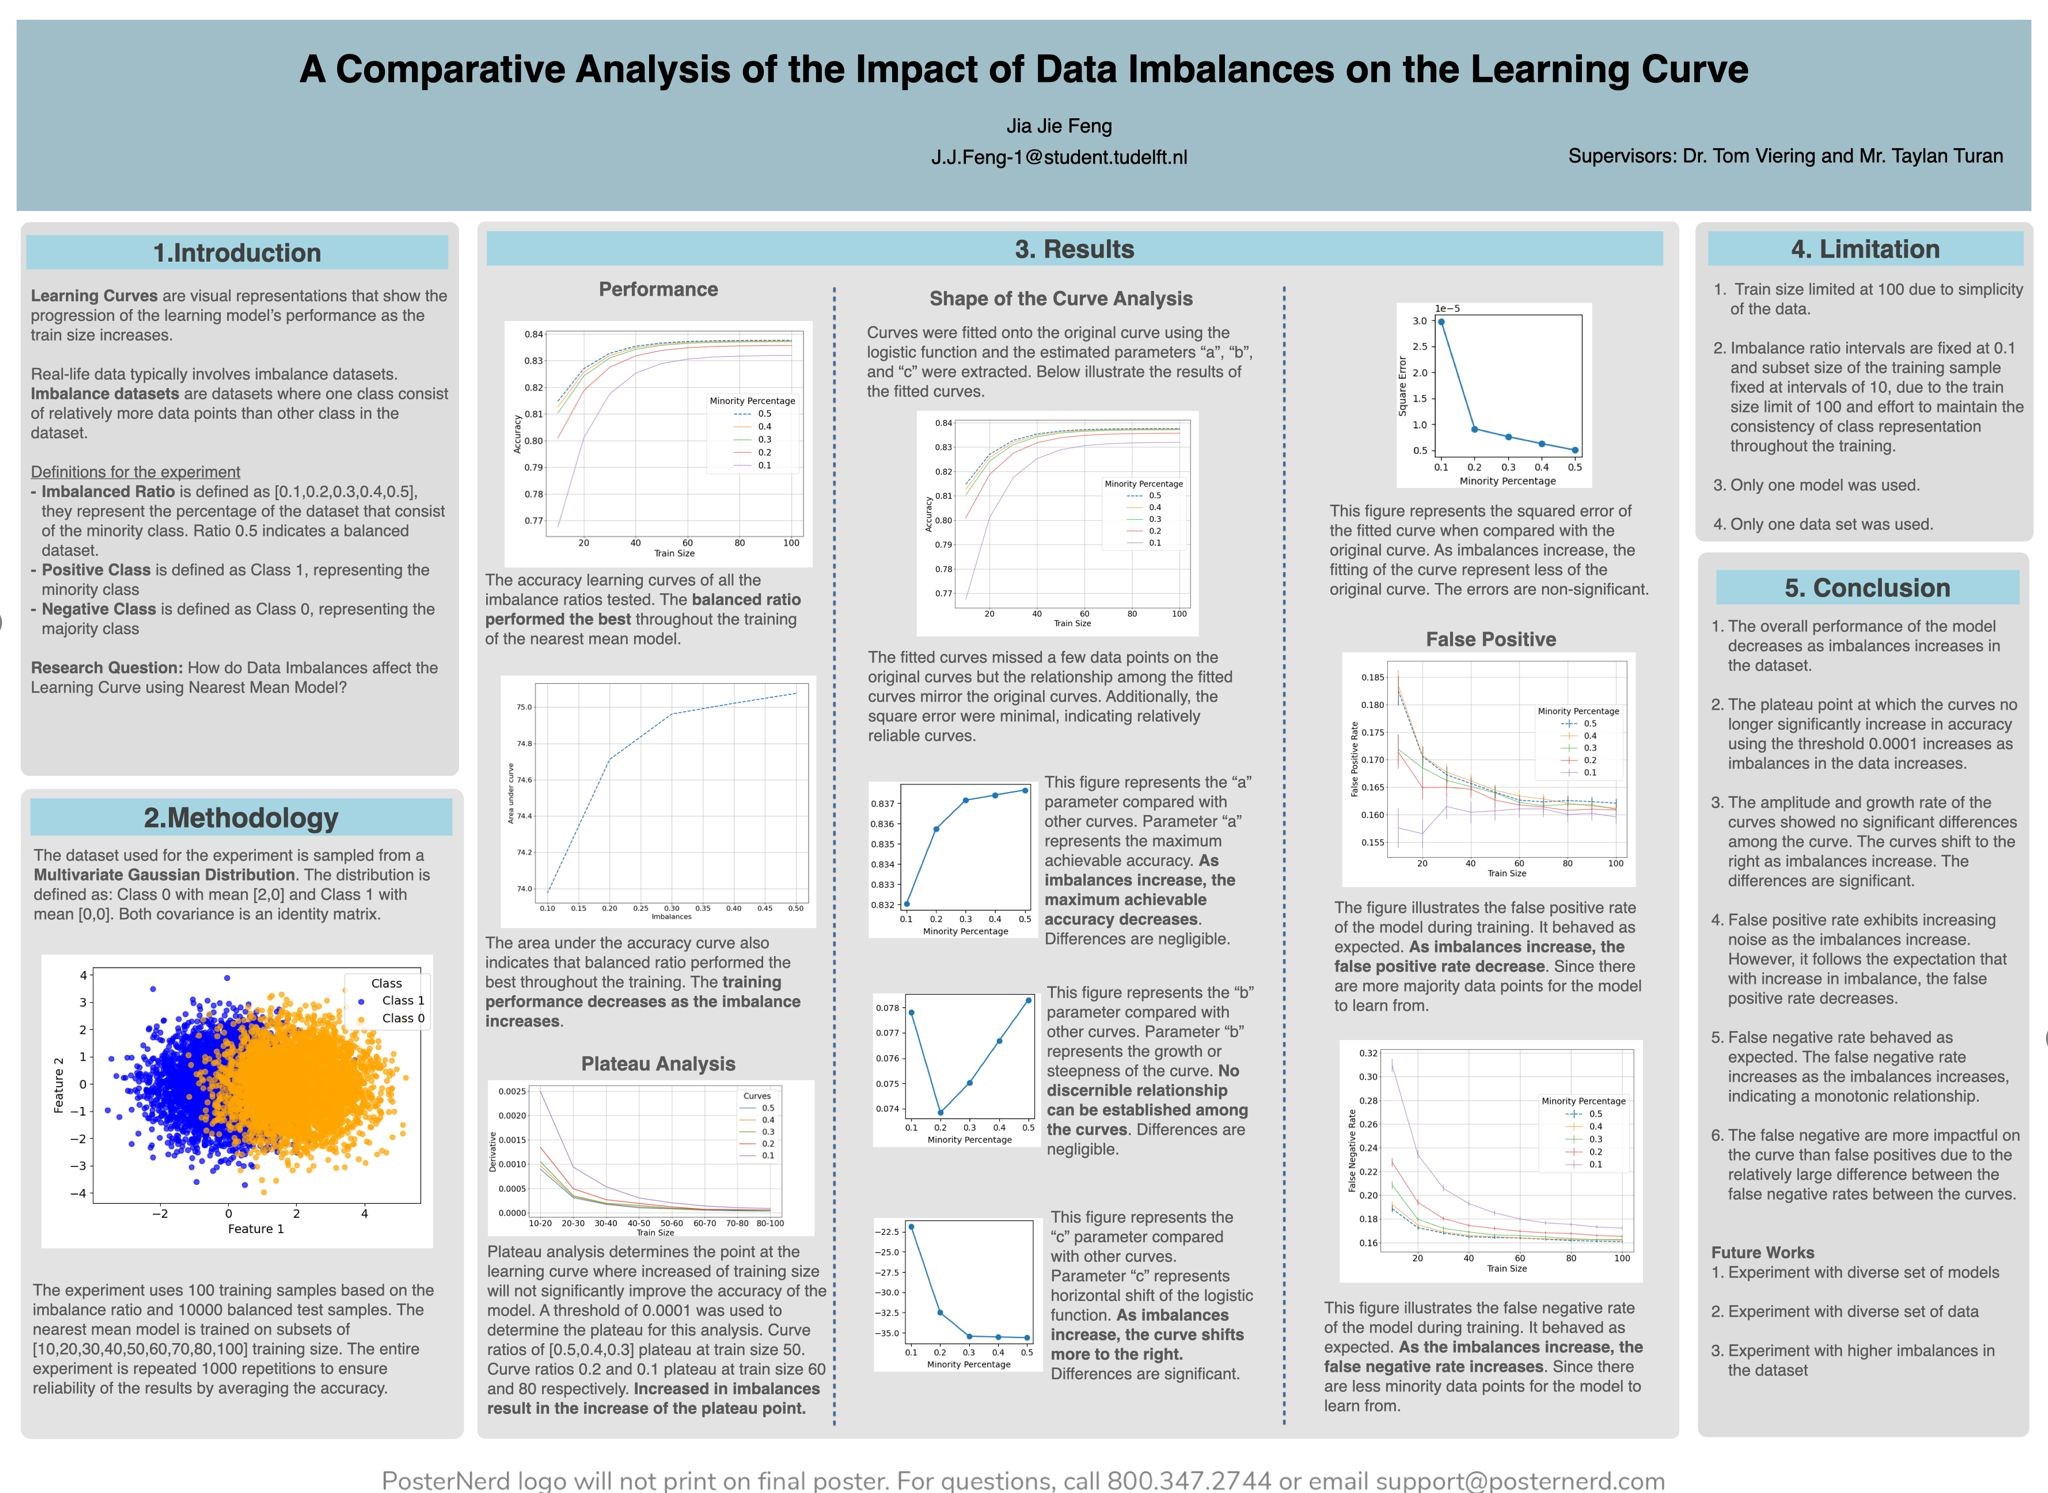 A Comparative Analysis of the Impact of Data Imbalances on the Learning Curve
Jia Jie Feng
J.J.Feng-1@student.tudelft.nl
Supervisors: Dr. Tom Viering and Mr. Taylan Turan
1.Introduction
Learning Curves are visual representations that show the
progression of the learning model's performance as the
train size increases.
Real-life data typically involves imbalance datasets.
Imbalance datasets are datasets where one class consist
of relatively more data points than other class in the
dataset.
Definitions for the experiment
- Imbalanced Ratio is defined as [0.1,0.2,0.3,0.4,0.5],
they represent the percentage of the dataset that consist
of the minority class. Ratio 0.5 indicates a balanced
dataset.
- Positive Class is defined as Class 1, representing the
minority class
- Negative Class is defined as Class 0, representing the
majority class
Research Question: How do Data Imbalances affect the
Learning Curve using Nearest Mean Model?
2.Methodology
The dataset used for the experiment is sampled from a
Multivariate Gaussian Distribution. The distribution is
defined as: Class 0 with mean [2,0] and Class 1 with
mean [0,0]. Both covariance is an identity matrix.
Class
Class 1
Class 0
Feature 2
4
3
2
1
0
−1
−2
−3
−4
−2 0 2 4
Feature 1
The experiment uses 100 training samples based on the
imbalance ratio and 10000 balanced test samples. The
nearest mean model is trained on subsets of
[10,20,30,40,50,60,70,80,100] training size. The entire
experiment is repeated 1000 repetitions to ensure
reliability of the results by averaging the accuracy.
3. Results
Performance
Accuracy
0.84
0.83
0.82
0.81
0.80
0.79
0.78
0.77
Minority Percentage
0.5
0.4
0.3
0.2
0.1
20 40 60 80 100
Train Size
The accuracy learning curves of all the
imbalance ratios tested. The balanced ratio
performed the best throughout the training
of the nearest mean model.
Area under curve
75.0
74.8
74.6
74.4
74.2
74.0
0.10 0.15 0.20 0.25 0.30 0.35 0.40 0.45 0.50
Imbalances
The area under the accuracy curve also
indicates that balanced ratio performed the
best throughout the training. The training
performance decreases as the imbalance
increases.
Plateau Analysis
Derivative
0.0025
0.0020
0.0015
0.0010
0.0005
0.0000
Curves
0.5
0.4
0.3
0.2
0.1
10-20 20-30 30-40 40-50 50-60 60-70 70-80 80-100
Train Size
Plateau analysis determines the point at the
learning curve where increased of training size
will not significantly improve the accuracy of the
model. A threshold of 0.0001 was used to
determine the plateau for this analysis. Curve
ratios of [0.5,0.4,0.3] plateau at train size 50.
Curve ratios 0.2 and 0.1 plateau at train size 60
and 80 respectively. Increased in imbalances
result in the increase of the plateau point.
Shape of the Curve Analysis
Curves were fitted onto the original curve using the
logistic function and the estimated parameters “a”, “b”,
and “c” were extracted. Below illustrate the results of
the fitted curves.
Accuracy
0.84
0.83
0.82
0.81
0.80
0.79
0.78
0.77
Minority Percentage
0.5
0.4
0.3
0.2
0.1
20 40 60 80 100
Train Size
The fitted curves missed a few data points on the
original curves but the relationship among the fitted
curves mirror the original curves. Additionally, the
square error were minimal, indicating relatively
reliable curves.
0.837
0.836
0.835
0.834
0.833
0.832
0.1 0.2 0.3 0.4 0.5
Minority Percentage
This figure represents the “a”
parameter compared with
other curves. Parameter “a”
represents the maximum
achievable accuracy. As
imbalances increase, the
maximum achievable
accuracy decreases.
Differences are negligible.
0.078
0.077
0.076
0.075
0.074
0.1 0.2 0.3 0.4 0.5
Minority Percentage
This figure represents the “b”
parameter compared with
other curves. Parameter “b”
represents the growth or
steepness of the curve. No
discernible relationship
can be established among
the curves. Differences are
negligible.
−22.5
−25.0
−27.5
−30.0
−32.5
−35.0
0.1 0.2 0.3 0.4 0.5
Minority Percentage
This figure represents the
“c” parameter compared
with other curves.
Parameter “c” represents
horizontal shift of the logistic
function. As imbalances
increase, the curve shifts
more to the right.
Differences are significant.
1e−5
Square Error
3.0
2.5
2.0
1.5
1.0
0.5
0.1 0.2 0.3 0.4 0.5
Minority Percentage
This figure represents the squared error of
the fitted curve when compared with the
original curve. As imbalances increase, the
fitting of the curve represent less of the
original curve. The errors are non-significant.
False Positive
False Positive Rate
0.185
0.180
0.175
0.170
0.165
0.160
0.155
Minority Percentage
0.5
0.4
0.3
0.2
0.1
20 40 60 80 100
Train Size
The figure illustrates the false positive rate
of the model during training. It behaved as
expected. As imbalances increase, the
false positive rate decrease. Since there
are more majority data points for the model
to learn from.
False Negative Rate
0.32
0.30
0.28
0.26
0.24
0.22
0.20
0.18
0.16
Minority Percentage
0.5
0.4
0.3
0.2
0.1
20 40 60 80 100
Train Size
This figure illustrates the false negative rate
of the model during training. It behaved as
expected. As the imbalances increase, the
false negative rate increases. Since there
are less minority data points for the model to
learn from.
4. Limitation
1. Train size limited at 100 due to simplicity
of the data.
2. Imbalance ratio intervals are fixed at 0.1
and subset size of the training sample
fixed at intervals of 10, due to the train
size limit of 100 and effort to maintain the
consistency of class representation
throughout the training.
3. Only one model was used.
4. Only one data set was used.
5. Conclusion
1. The overall performance of the model
decreases as imbalances increases in
the dataset.
2. The plateau point at which the curves no
longer significantly increase in accuracy
using the threshold 0.0001 increases as
imbalances in the data increases.
3. The amplitude and growth rate of the
curves showed no significant differences
among the curve. The curves shift to the
right as imbalances increase. The
differences are significant.
4. False positive rate exhibits increasing
noise as the imbalances increase.
However, it follows the expectation that
with increase in imbalance, the false
positive rate decreases.
5. False negative rate behaved as
expected. The false negative rate
increases as the imbalances increases,
indicating a monotonic relationship.
6. The false negative are more impactful on
the curve than false positives due to the
relatively large difference between the
false negative rates between the curves.
Future Works
1. Experiment with diverse set of models
2. Experiment with diverse set of data
3. Experiment with higher imbalances in
the dataset
PosterNerd logo will not print on final poster. For questions, call 800.347.2744 or email support@posternerd.com